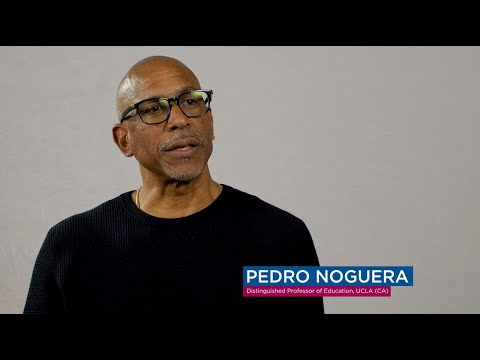 PEDRO NOGUERA
Distinguished Professor of Education, UCLA (CA)